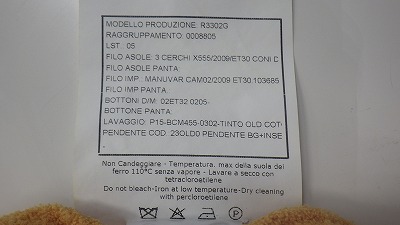 MODELLO PRODUZIONE: R3302G
RAGGRUPPAMENTO: 0008805
LST : 05
FILO ASOLE: 3 CERCHI X555/2009/ET30 CONI D
FILO ASOLE PANTA:
FILO IMP.: MANUVAR CAM02/2009 ET30 103685
FILO IMP PANTA:
BOTTONI D/M: 02ET32 0205-
BOTTONE PANTA:
LAVAGGIO: P15-BCM455-0302-TINTO OLO COT
PENDENTE COD. 23OLD0 PENDENTE BG+INSE
Non Candeggiare - Temperatura. max della suola del
ferro 110°C senza vapore - Lavare a secco con
tetracloroetilene
Do not bleach-Iron at low temperature-Dry cleaning
with percloroetilene
P